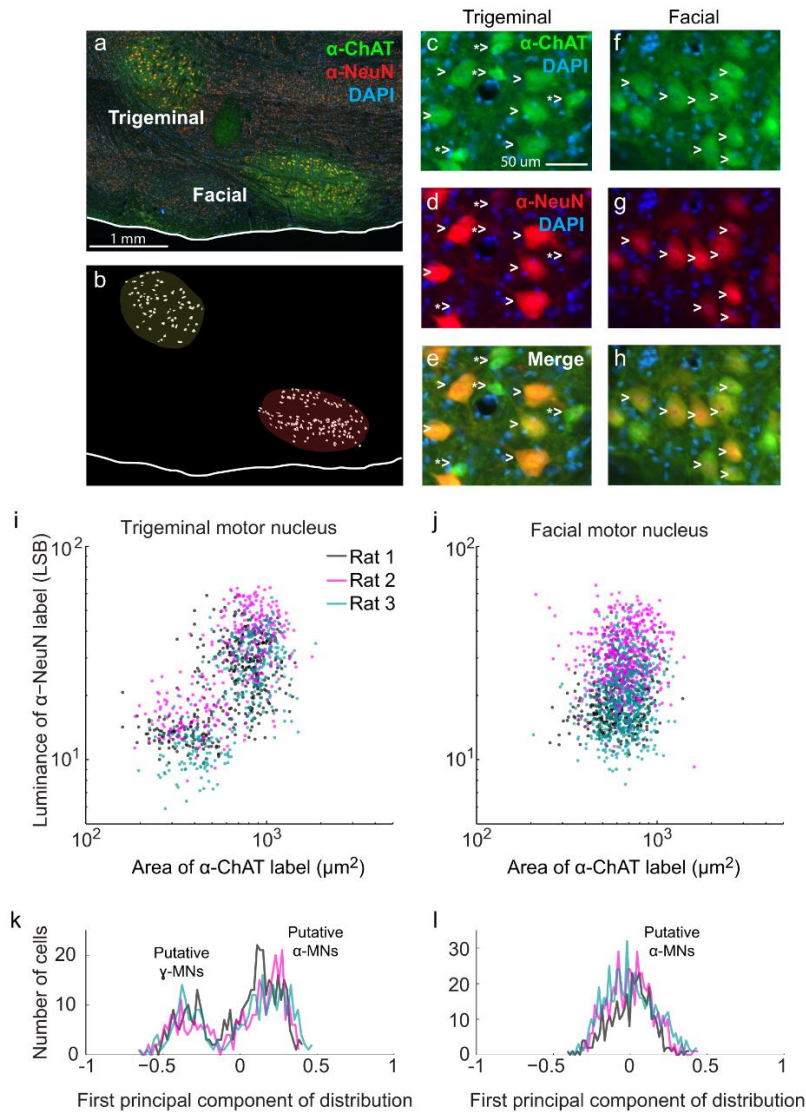 Trigeminal
Facial
a
α-ChAT
α-NeuN
DAPI
Trigeminal
Facial
1 mm
b
c
*>
α-ChAT
DAPI
>
*>
>
*>
>
>
*>
>
50 um
f
>
>
>
>
>
>
>
d
*>
α-NeuN
DAPI
>
*>
>
>
*>
>
*>
>
g
>
>
>
>
>
>
>
e
Merge
*>
>
*>
>
>
*>
>
*>
>
h
>
>
>
>
>
>
>
i
Trigeminal motor nucleus
Luminance of α−NeuN label (LSB)
10²
10¹
Rat 1
Rat 2
Rat 3
10²
10³
Area of α-ChAT label (µm²)
j
Facial motor nucleus
10²
10¹
10²
10³
Area of α-ChAT label (µm²)
k
Number of cells
20
10
0
Putative
ɣ-MNs
Putative
α-MNs
-1
−0.5
0
0.5
1
First principal component of distribution
l
30
20
10
0
Putative
α-MNs
-1
−0.5
0
0.5
1
First principal component of distribution